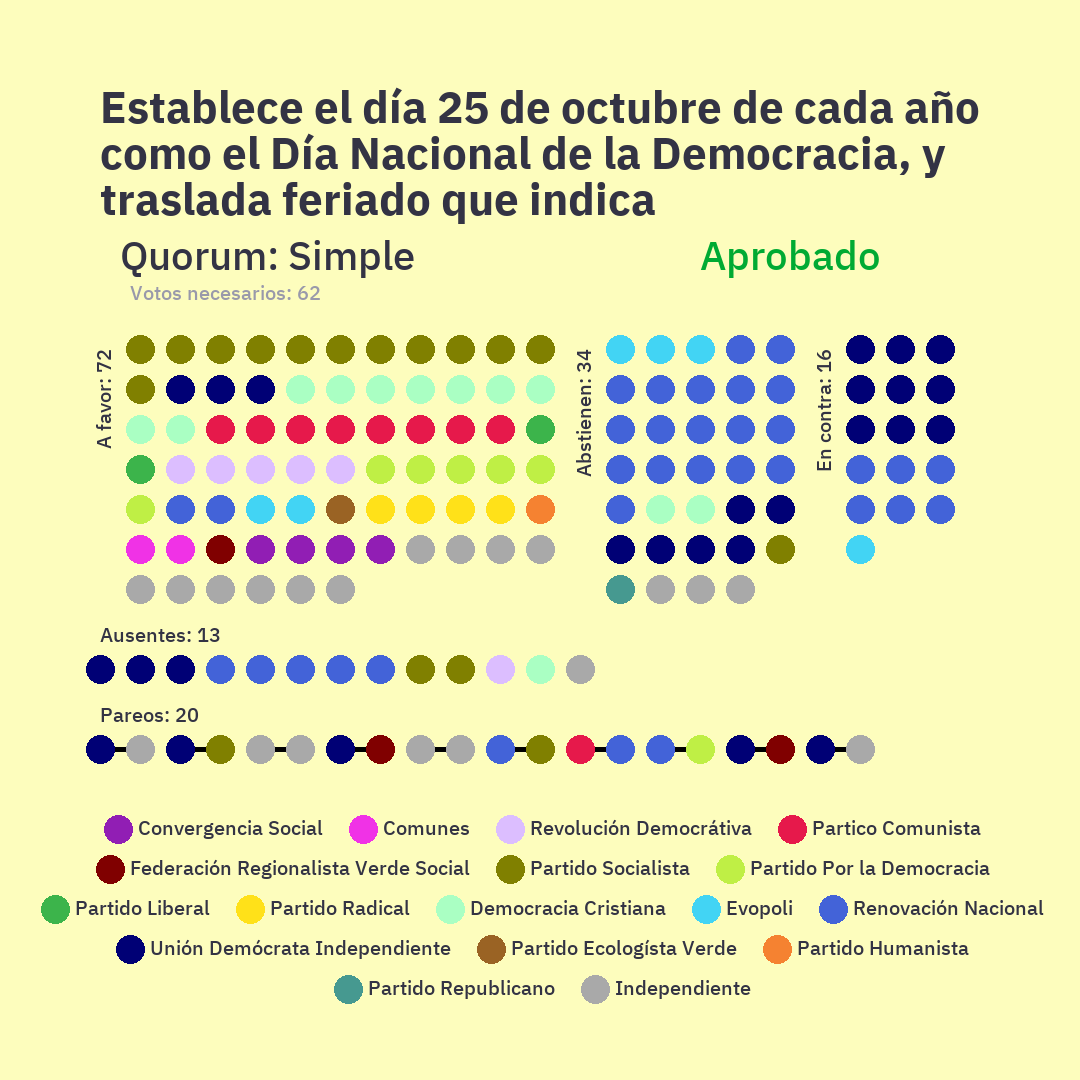 Establece el día 25 de octubre de cada año
como el Día Nacional de la Democracia, y
traslada feriado que indica
Quorum: Simple
Aprobado
Votos necesarios: 62
A favor: 72
Abstienen: 34
En contra: 16
Ausentes: 13
Pareos: 20
Convergencia Social
Comunes
Revolución Democrátiva
Partico Comunista
Federación Regionalista Verde Social
Partido Socialista
Partido Por la Democracia
Partido Liberal
Partido Radical
Democracia Cristiana
Evopoli
Renovación Nacional
Unión Demócrata Independiente
Partido Ecologísta Verde
Partido Humanista
Partido Republicano
Independiente